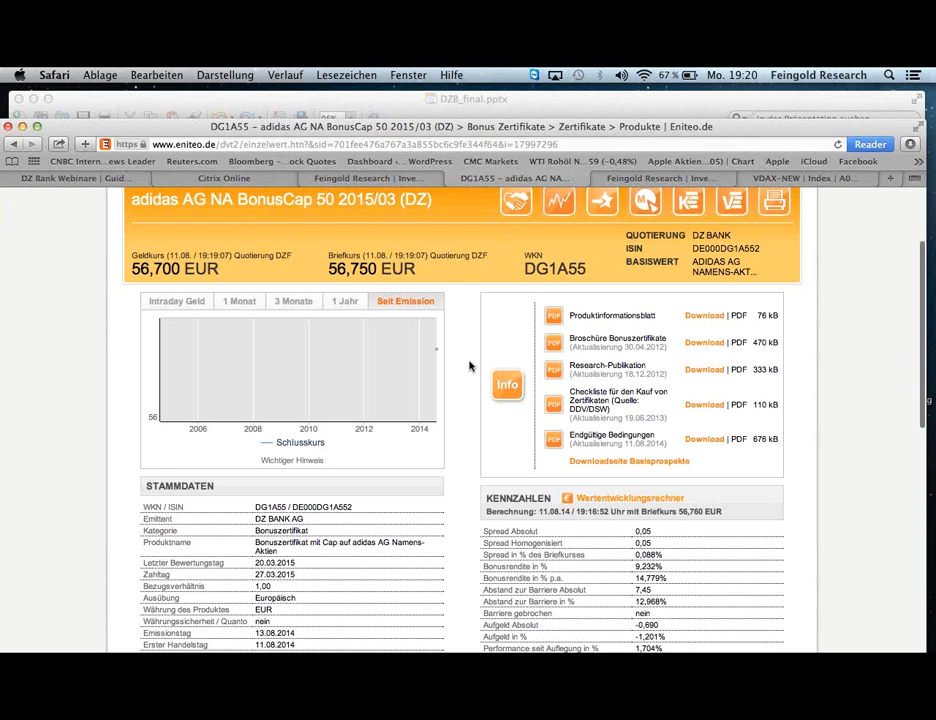 Safari Ablage Bearbeiten Darstellung Verlauf Lesezeichen Fenster Hilfe 67 % Mo. 19:20 Feingold Research
DZB_final.pptx
DG1A55 – adidas AG NA BonusCap 50 2015/03 (DZ) > Bonus Zertifikate > Zertifikate > Produkte | Eniteo.de
https www.eniteo.de/dvt2/einzelwert.htn?&sid=701fee476a767a3a855bc6c9fe344f64&i=17997296 Reader
CNBC Intern...ews Leader Reuters.com Bloomberg – ...ock Quotes Dashboard ‹... WordPress CMC Markets WTI Rohöl N...59 (–0,48%) Apple Aktien...05) | Chart Apple iCloud Facebook
DZ Bank Webinare | Guid... Citrix Online Feingold Research | Inve... DG1A55 – adidas AG NA... Feingold Research | Inve... VDAX–NEW | Index | A0...
adidas AG NA BonusCap 50 2015/03 (DZ)
QUOTIERUNG DZ BANK
ISIN DE000DG1A552
BASISWERT ADIDAS AG NAMENS-AKT...
Geldkurs (11.08. / 19:19:07) Quotierung DZF Briefkurs (11.08. / 19:19:07) Quotierung DZF WKN
56,700 EUR 56,750 EUR DG1A55
Intraday Geld 1 Monat 3 Monate 1 Jahr Seit Emission
56
2006 2008 2010 2012 2014
Schlusskurs
Wichtiger Hinweis
Info
PDF Produktinformationsblatt Download | PDF 76 kB
PDF Broschüre Bonuszertifikate Download | PDF 470 kB
(Aktualisierung 30.04.2012)
PDF Research-Publikation Download | PDF 333 kB
(Aktualisierung 18.12.2012)
Checkliste für den Kauf von
PDF Zertifikaten (Quelle: Download | PDF 110 kB
DDV/DSW)
(Aktualisierung 19.06.2013)
PDF Endgültige Bedingungen Download | PDF 676 kB
(Aktualisierung 11.08.2014)
Downloadseite Basisprospekte
STAMMDATEN
WKN / ISIN DG1A55 / DE000DG1A552
Emittent DZ BANK AG
Kategorie Bonuszertifikat
Produktname Bonuszertifikat mit Cap auf adidas AG Namens-
Aktien
Letzter Bewertungstag 20.03.2015
Zahltag 27.03.2015
Bezugsverhältnis 1,00
Ausübung Europäisch
Währung des Produktes EUR
Währungssicherheit / Quanto nein
Emissionstag 13.08.2014
Erster Handelstag 11.08.2014
KENNZAHLEN Wertentwicklungsrechner
Berechnung: 11.08.14 / 19:16:52 Uhr mit Briefkurs 56,760 EUR
Spread Absolut 0,05
Spread Homogenisiert 0,05
Spread in % des Briefkurses 0,088%
Bonusrendite in % 9,232%
Bonusrendite in % p.a. 14,779%
Abstand zur Barriere Absolut 7,45
Abstand zur Barriere in % 12,968%
Barriere gebrochen nein
Aufgeld Absolut -0,690
Aufgeld in % -1,201%
Performance seit Auflegung in % 1,704%